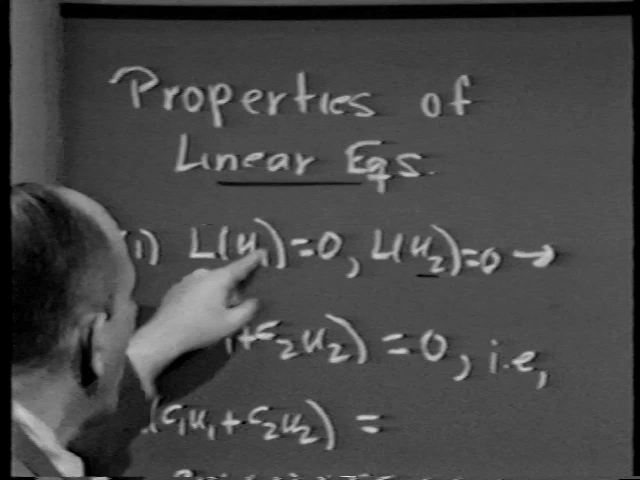 Properties of
Linear Eqs.
(1) L(u₁)=0, L(u₂)=0 →
+c₂u₂) = 0, i.e,
(c₁u₁+c₂u₂) =